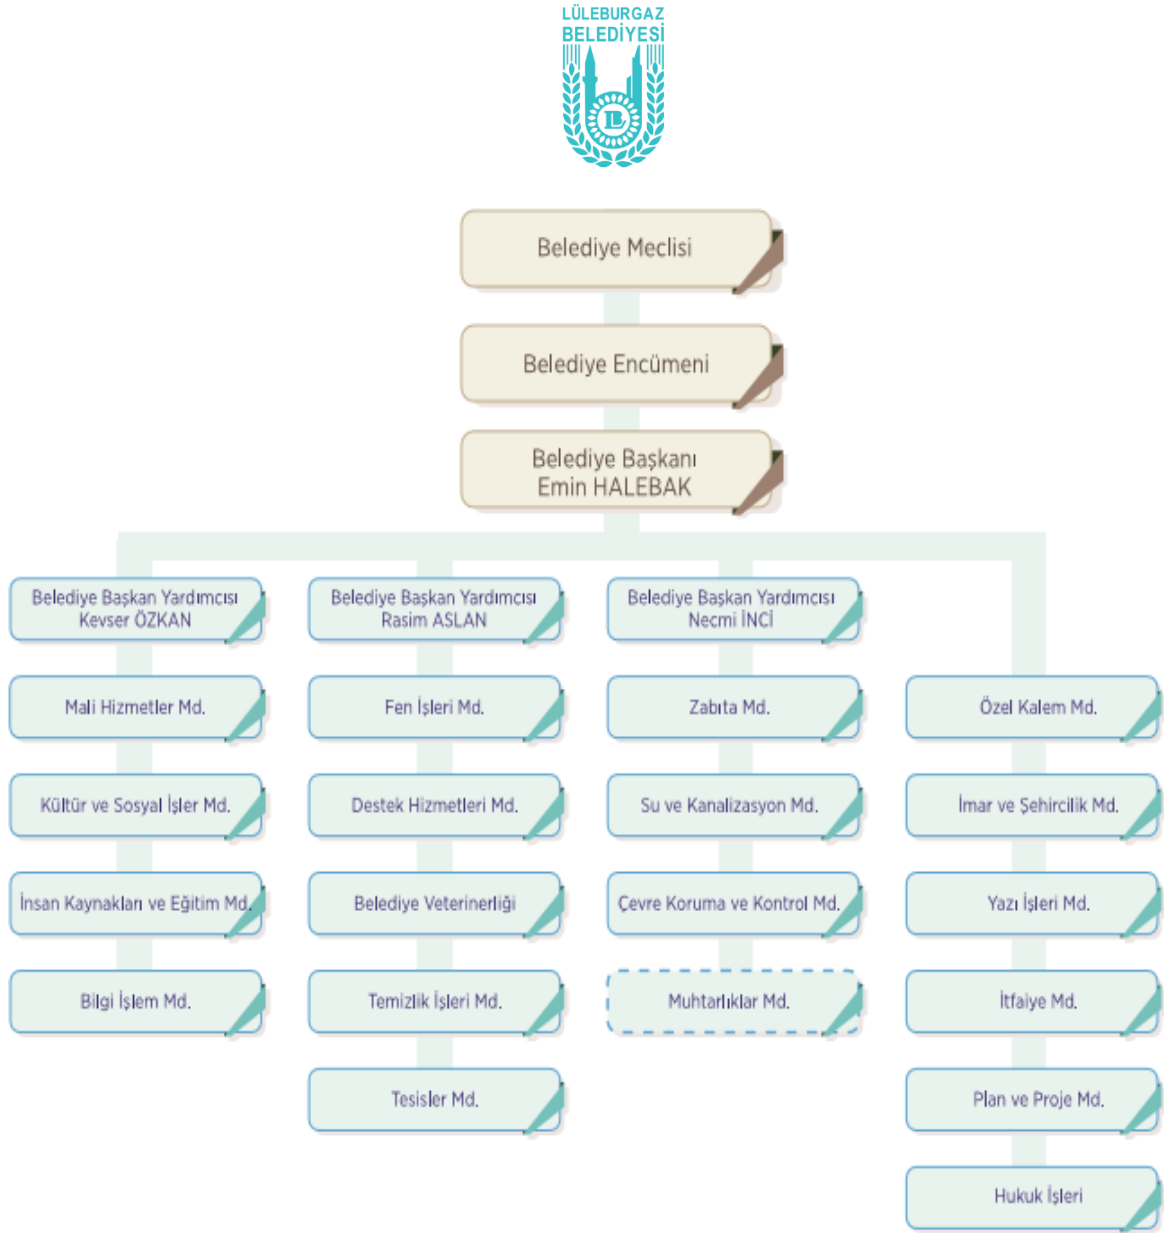 LÜLEBURGAZ
BELEDİYESİ
Belediye Meclisi
Belediye Encümeni
Belediye Başkanı
Emin HALEBAK
Belediye Başkan Yardımcısı
Kevser ÖZKAN
Mali Hizmetler Md.
Kültür ve Sosyal İşler Md.
İnsan Kaynakları ve Eğitim Md.
Bilgi İşlem Md.
Belediye Başkan Yardımcısı
Rasim ASLAN
Fen İşleri Md.
Destek Hizmetleri Md.
Belediye Veterinerliği
Temizlik İşleri Md.
Tesisler Md.
Belediye Başkan Yardımcısı
Necmi İNCİ
Zabıta Md.
Su ve Kanalizasyon Md.
Çevre Koruma ve Kontrol Md.
Muhtarlıklar Md.
Özel Kalem Md.
İmar ve Şehircilik Md.
Yazı İşleri Md.
İtfaiye Md.
Plan ve Proje Md.
Hukuk İşleri